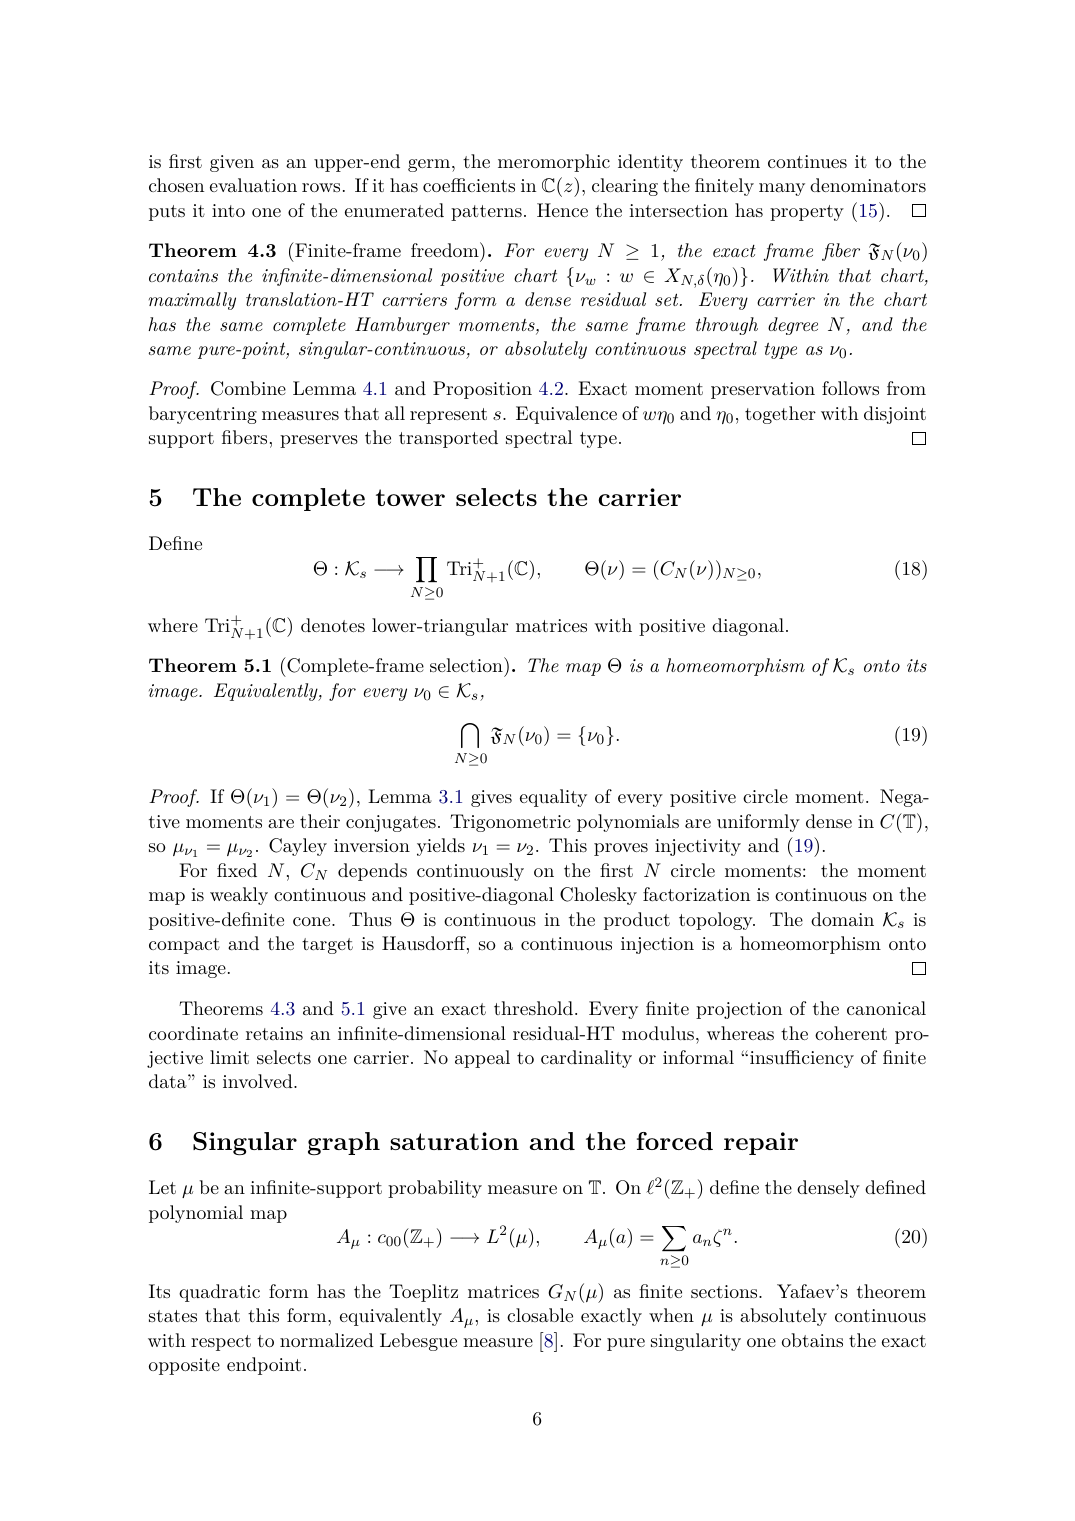 is first given as an upper-end germ, the meromorphic identity theorem continues it to the
chosen evaluation rows. If it has coefficients in ℂ(z), clearing the finitely many denominators
puts it into one of the enumerated patterns. Hence the intersection has property (15). □
Theorem 4.3 (Finite-frame freedom). For every N ≥ 1, the exact frame fiber 𝔉_N(ν₀)
contains the infinite-dimensional positive chart {ν_w : w ∈ X_{N,δ}(η₀)}. Within that chart,
maximally translation-HT carriers form a dense residual set. Every carrier in the chart
has the same complete Hamburger moments, the same frame through degree N, and the
same pure-point, singular-continuous, or absolutely continuous spectral type as ν₀.
Proof. Combine Lemma 4.1 and Proposition 4.2. Exact moment preservation follows from
barycentring measures that all represent s. Equivalence of wη₀ and η₀, together with disjoint
support fibers, preserves the transported spectral type. □
5 The complete tower selects the carrier
Define
Θ : 𝒦_s ⟶ ∏_{N≥0} Tri⁺_{N+1}(ℂ), Θ(ν) = (C_N(ν))_{N≥0}, (18)
where Tri⁺_{N+1}(ℂ) denotes lower-triangular matrices with positive diagonal.
Theorem 5.1 (Complete-frame selection). The map Θ is a homeomorphism of 𝒦_s onto its
image. Equivalently, for every ν₀ ∈ 𝒦_s,
⋂_{N≥0} 𝔉_N(ν₀) = {ν₀}. (19)
Proof. If Θ(ν₁) = Θ(ν₂), Lemma 3.1 gives equality of every positive circle moment. Nega-
tive moments are their conjugates. Trigonometric polynomials are uniformly dense in C(𝕋),
so μ_{ν₁} = μ_{ν₂}. Cayley inversion yields ν₁ = ν₂. This proves injectivity and (19).
For fixed N, C_N depends continuously on the first N circle moments: the moment
map is weakly continuous and positive-diagonal Cholesky factorization is continuous on the
positive-definite cone. Thus Θ is continuous in the product topology. The domain 𝒦_s is
compact and the target is Hausdorff, so a continuous injection is a homeomorphism onto
its image. □
Theorems 4.3 and 5.1 give an exact threshold. Every finite projection of the canonical
coordinate retains an infinite-dimensional residual-HT modulus, whereas the coherent pro-
jective limit selects one carrier. No appeal to cardinality or informal “insufficiency of finite
data” is involved.
6 Singular graph saturation and the forced repair
Let μ be an infinite-support probability measure on 𝕋. On ℓ²(ℤ₊) define the densely defined
polynomial map
A_μ : c₀₀(ℤ₊) ⟶ L²(μ), A_μ(a) = ∑_{n≥0} a_nζⁿ. (20)
Its quadratic form has the Toeplitz matrices G_N(μ) as finite sections. Yafaev’s theorem
states that this form, equivalently A_μ, is closable exactly when μ is absolutely continuous
with respect to normalized Lebesgue measure [8]. For pure singularity one obtains the exact
opposite endpoint.
6